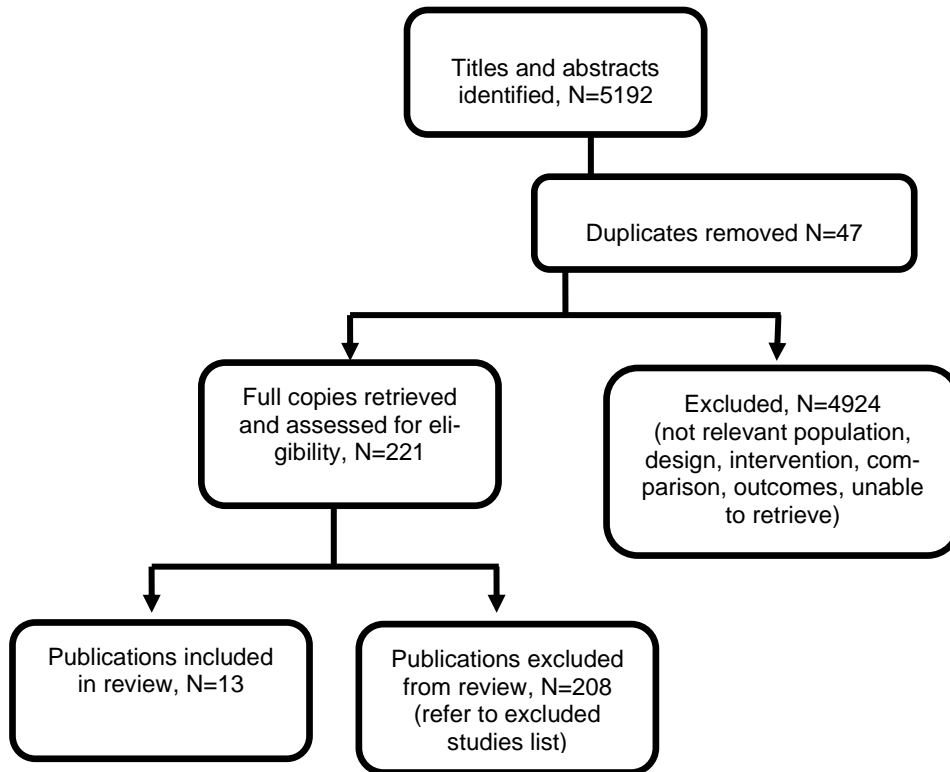 Titles and abstracts
identified, N=5192
Duplicates removed N=47
Full copies retrieved
and assessed for eli-
gibility, N=221
Excluded, N=4924
(not relevant population,
design, intervention, com-
parison, outcomes, unable
to retrieve)
Publications included
in review, N=13
Publications excluded
from review, N=208
(refer to excluded
studies list)